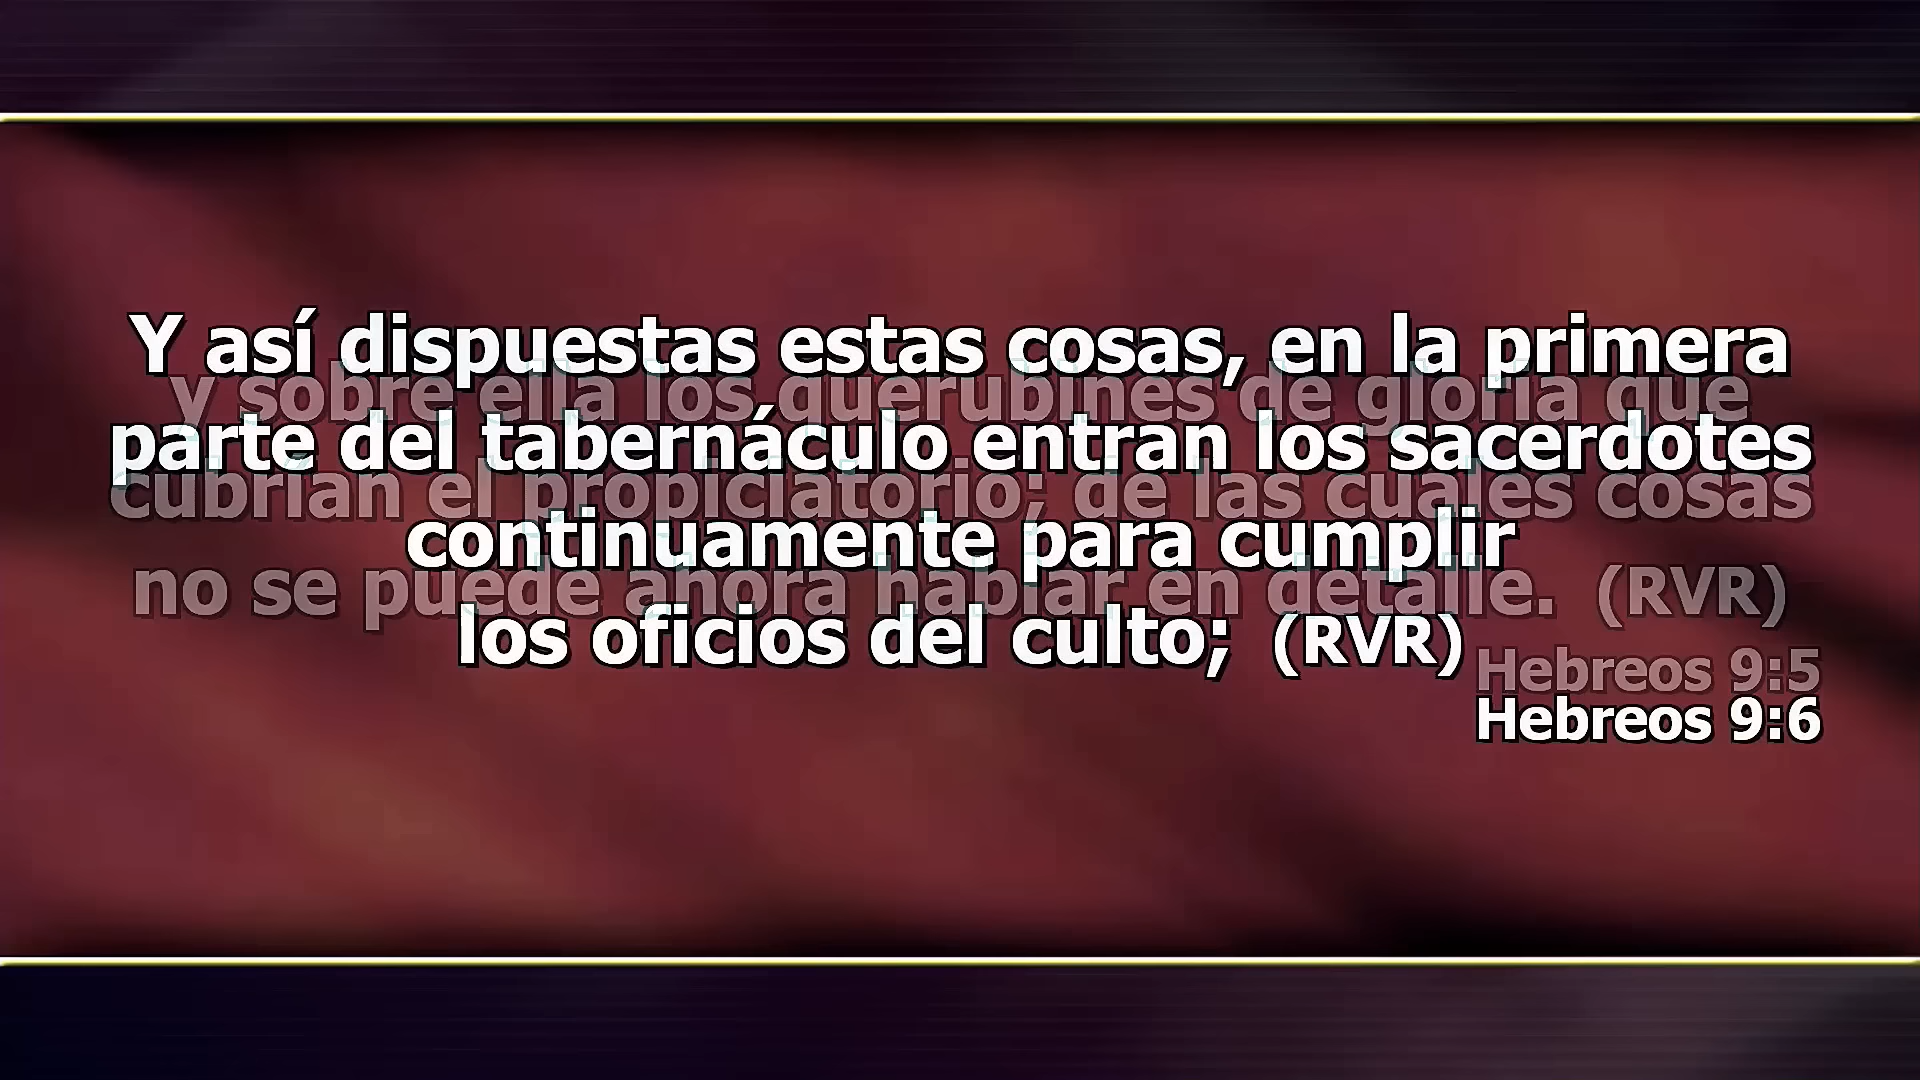 Y así dispuestas estas cosas, en la primera
parte del tabernáculo entran los sacerdotes
continuamente para cumplir
los oficios del culto; (RVR)
Hebreos 9:6
y sobre ella los querubines de gloria que
cubrían el propiciatorio; de las cuales cosas
no se puede ahora hablar en detalle. (RVR)
Hebreos 9:5